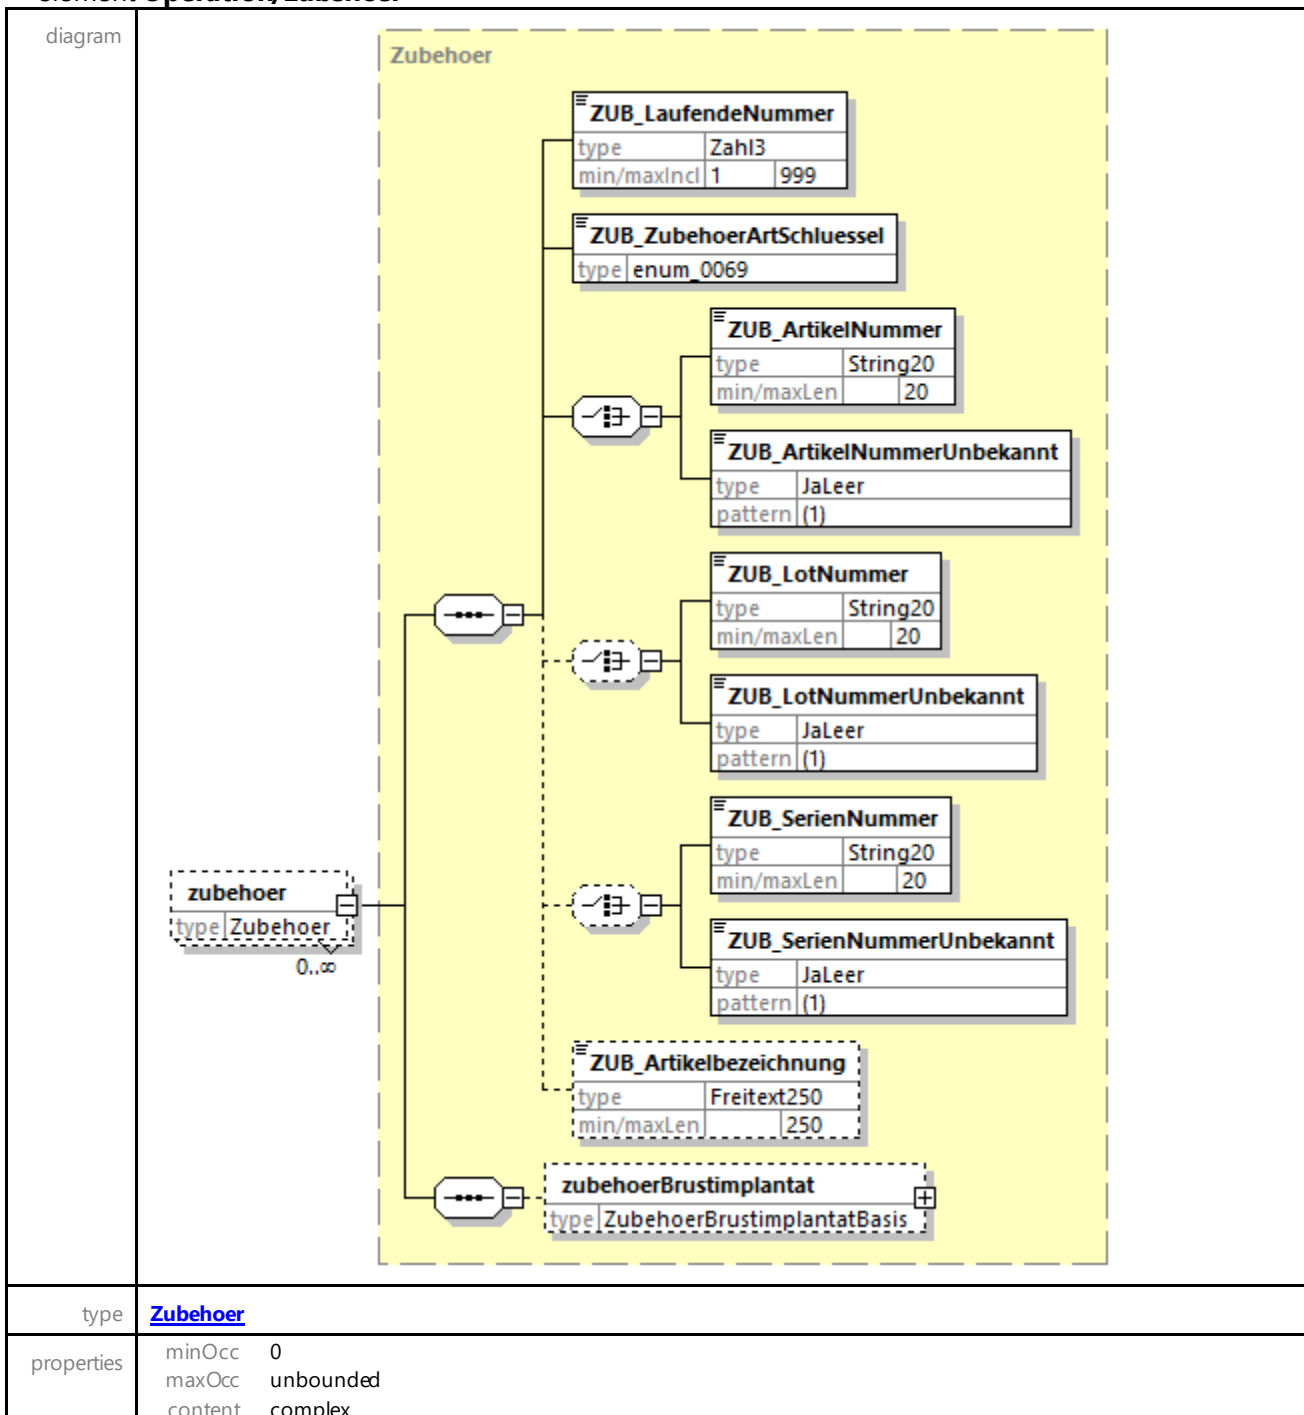 element Operation/zubehoer
diagram
Zubehoer
ZUB_LaufendeNummer
type Zahl3
min/maxIncl 1 999
ZUB_ZubehoerArtSchluessel
type enum_0069
ZUB_ArtikelNummer
type String20
min/maxLen 20
ZUB_ArtikelNummerUnbekannt
type JaLeer
pattern (1)
ZUB_LotNummer
type String20
min/maxLen 20
ZUB_LotNummerUnbekannt
type JaLeer
pattern (1)
ZUB_SerienNummer
type String20
min/maxLen 20
zubehoer
type Zubehoer
0..∞
ZUB_SerienNummerUnbekannt
type JaLeer
pattern (1)
ZUB_Artikelbezeichnung
type Freitext250
min/maxLen 250
zubehoerBrustimplantat
type ZubehoerBrustimplantatBasis
type Zubehoer
properties
minOcc 0
maxOcc unbounded
content complex